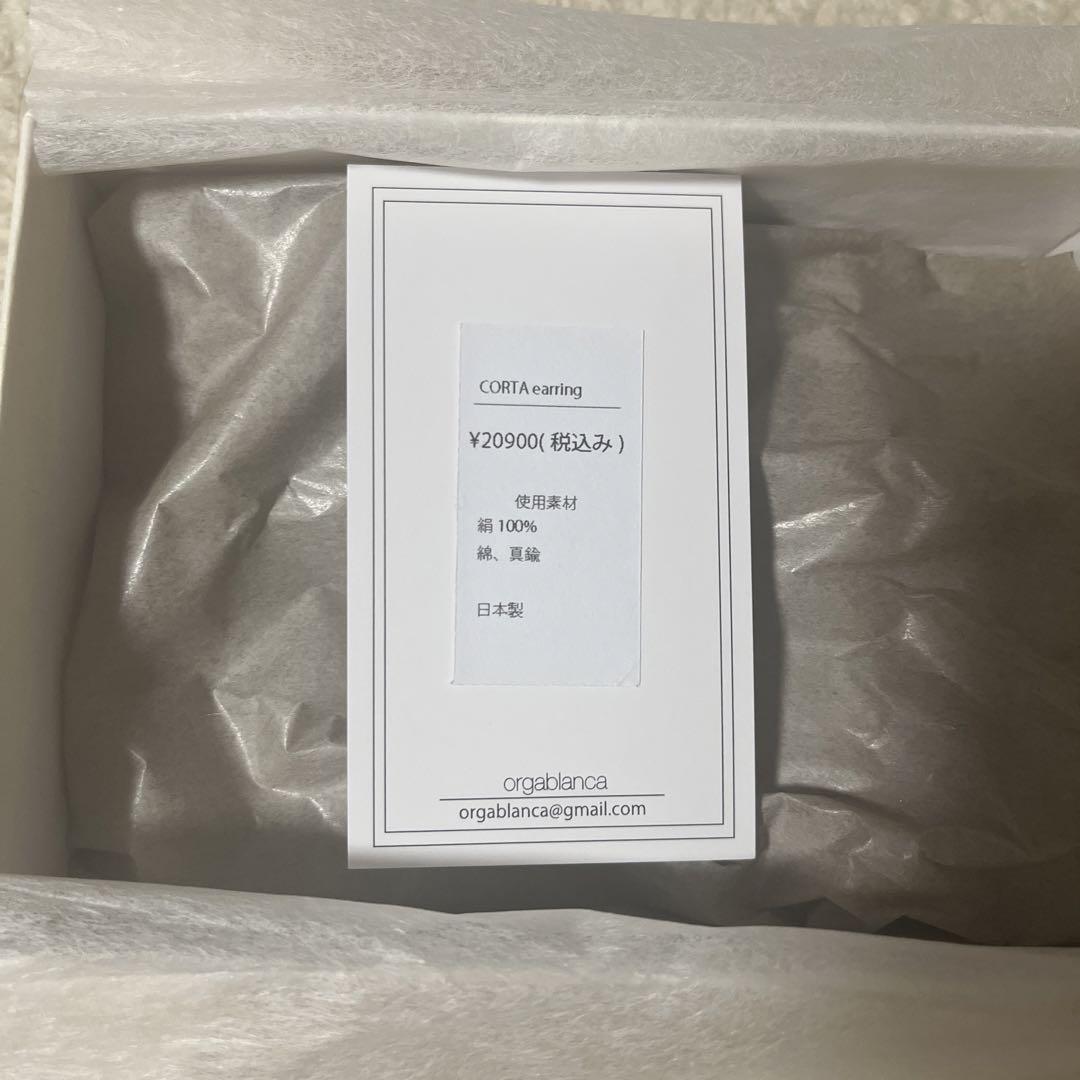 CORTA earring
¥20900( 税込み )
使用素材
絹 100%
綿、真鍮
日本製
orgablanca
orgablanca@gmail.com